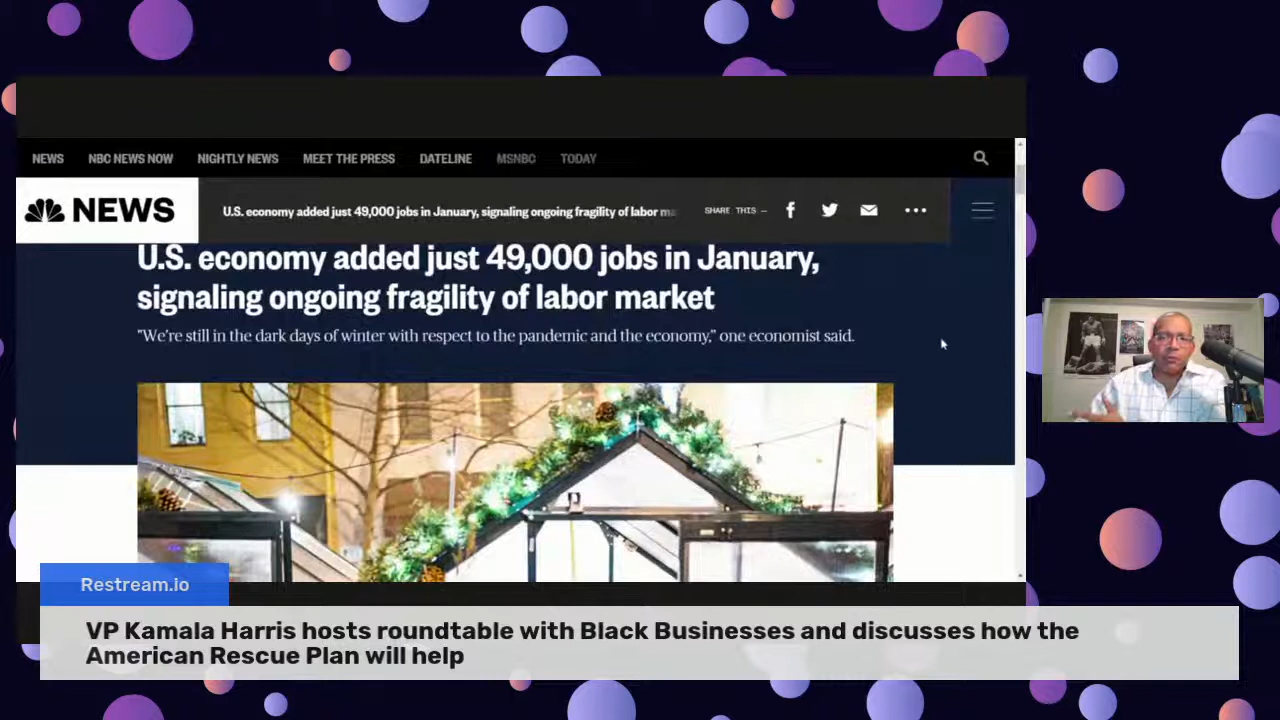 NEWS NBC NEWS NOW NIGHTLY NEWS MEET THE PRESS DATELINE MSNBC TODAY
NEWS
U.S. economy added just 49,000 jobs in January, signaling ongoing fragility of labor
SHARE THIS —
U.S. economy added just 49,000 jobs in January,
signaling ongoing fragility of labor market
"We're still in the dark days of winter with respect to the pandemic and the economy," one economist said.
Restream.io
VP Kamala Harris hosts roundtable with Black Businesses and discusses how the
American Rescue Plan will help